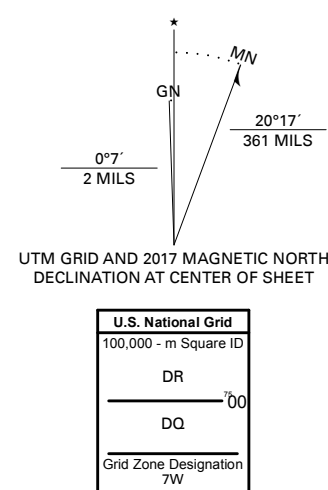 ★
MN
GN
20°17´
361 MILS
0°7´
2 MILS
UTM GRID AND 2017 MAGNETIC NORTH
DECLINATION AT CENTER OF SHEET
U.S. National Grid
100,000 - m Square ID
DR
⁷⁵00
DQ
Grid Zone Designation
7W